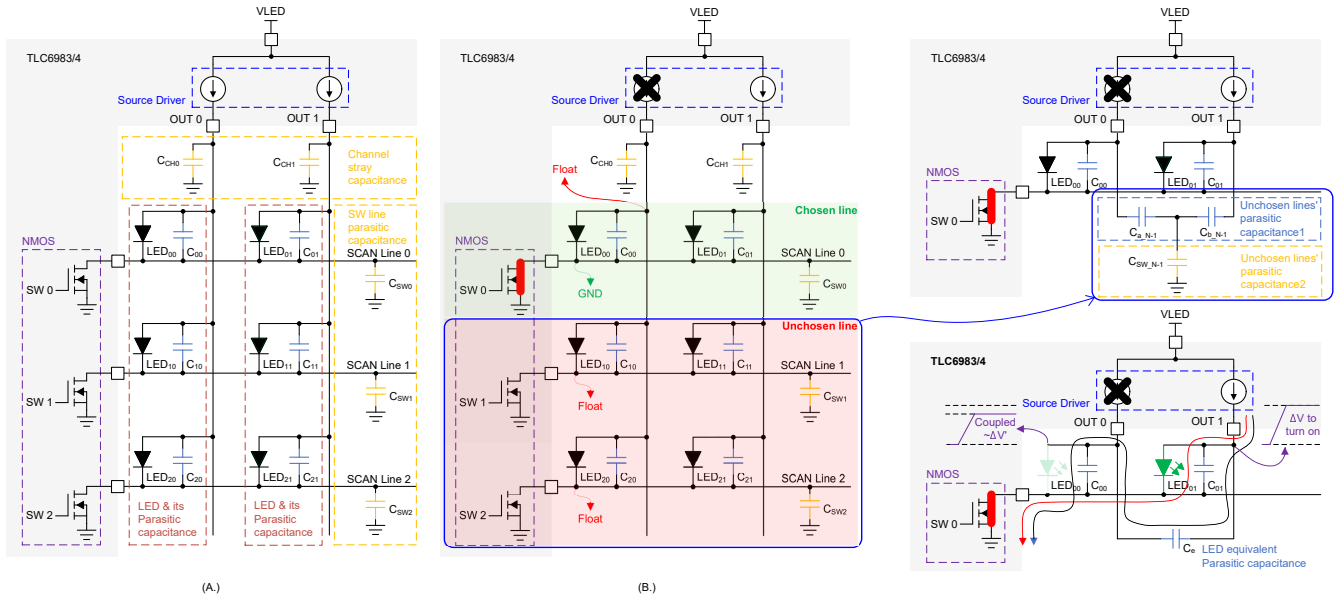 VLED
TLC6983/4
Source Driver
OUT 0
OUT 1
C_CH0
C_CH1
Channel
stray
capacitance
SW line
parasitic
capacitance
NMOS
LED00
C00
LED01
C01
SCAN Line 0
SW 0
CSW0
LED10
C10
LED11
C11
SCAN Line 1
SW 1
CSW1
LED20
C20
LED21
C21
SCAN Line 2
SW 2
CSW2
LED & its
Parasitic
capacitance
LED & its
Parasitic
capacitance
(A.)
VLED
TLC6983/4
Source Driver
OUT 0
OUT 1
CCH0
CCH1
Float
Chosen line
NMOS
LED00
C00
LED01
C01
SCAN Line 0
SW 0
GND
CSW0
Unchosen line
LED10
C10
LED11
C11
SCAN Line 1
SW 1
Float
CSW1
LED20
C20
LED21
C21
SCAN Line 2
SW 2
Float
CSW2
(B.)
VLED
TLC6983/4
Source Driver
OUT 0
OUT 1
NMOS
LED00
C00
LED01
C01
SW 0
Ca_N-1
Cb_N-1
Unchosen lines'
parasitic
capacitance1
CSW_N-1
Unchosen lines'
parasitic
capacitance2
VLED
TLC6983/4
Source Driver
OUT 0
OUT 1
Coupled
~ΔV'
ΔV to
turn on
NMOS
LED00
C00
LED01
C01
SW 0
Ce
LED equivalent
Parasitic capacitance